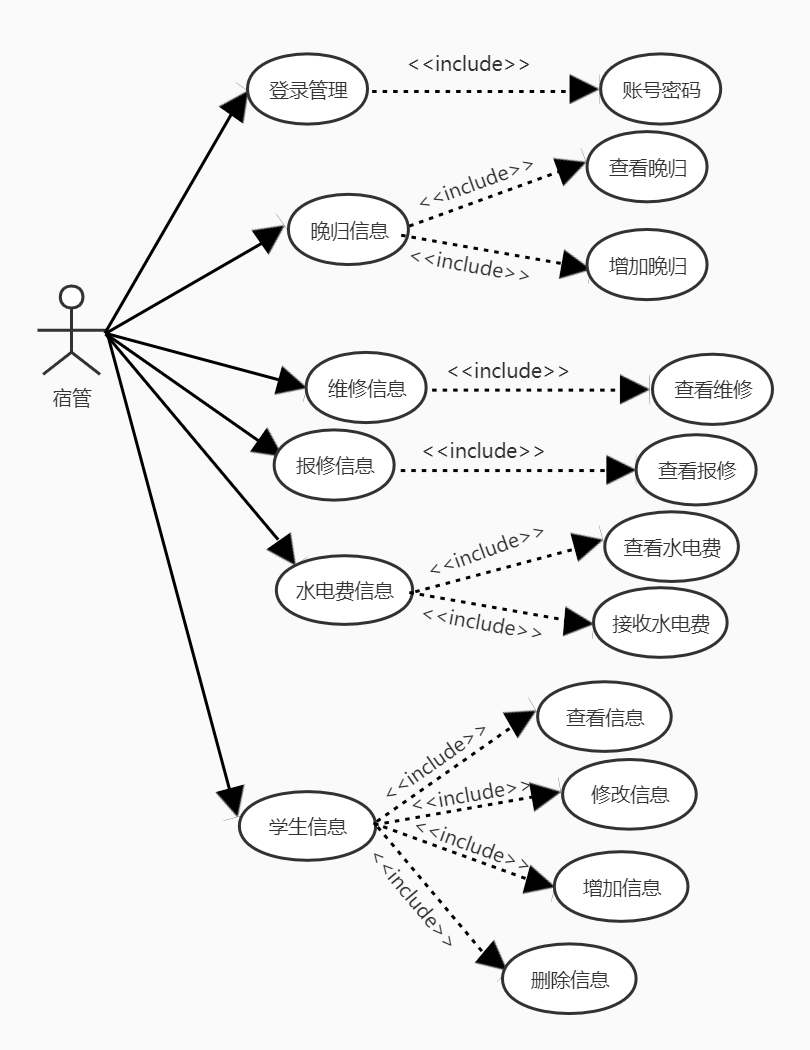 <<include>>
登录管理
账号密码
<<include>>
查看晚归
晚归信息
<<include>>
增加晚归
宿管
<<include>>
维修信息
查看维修
<<include>>
报修信息
查看报修
<<include>>
查看水电费
水电费信息
<<include>>
接收水电费
<<include>>
查看信息
<<include>>
修改信息
学生信息
<<include>>
增加信息
<<include>>
删除信息